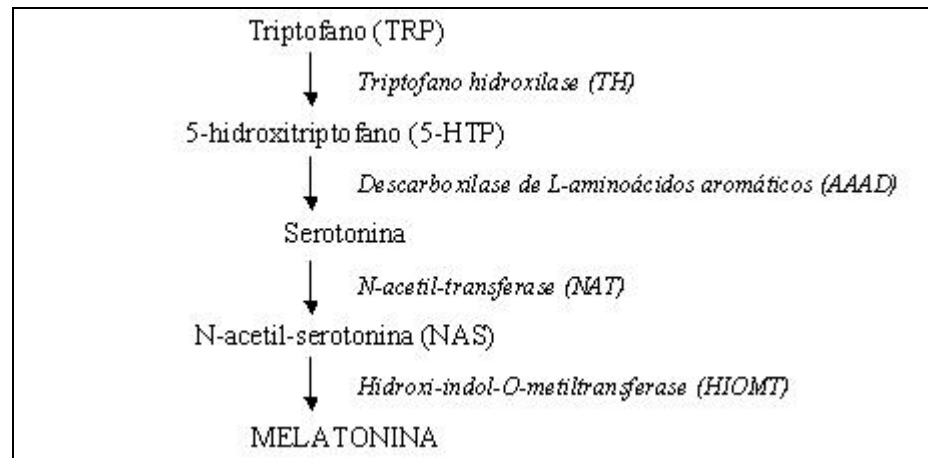 Triptofano (TRP)
Triptofano hidroxilase (TH)
5-hidroxitriptofano (5-HTP)
Descarboxilase de L-aminoácidos aromáticos (AAAD)
Serotonina
N-acetil-transferase (NAT)
N-acetil-serotonina (NAS)
Hidroxi-indol-O-metiltransferase (HIOMT)
MELATONINA